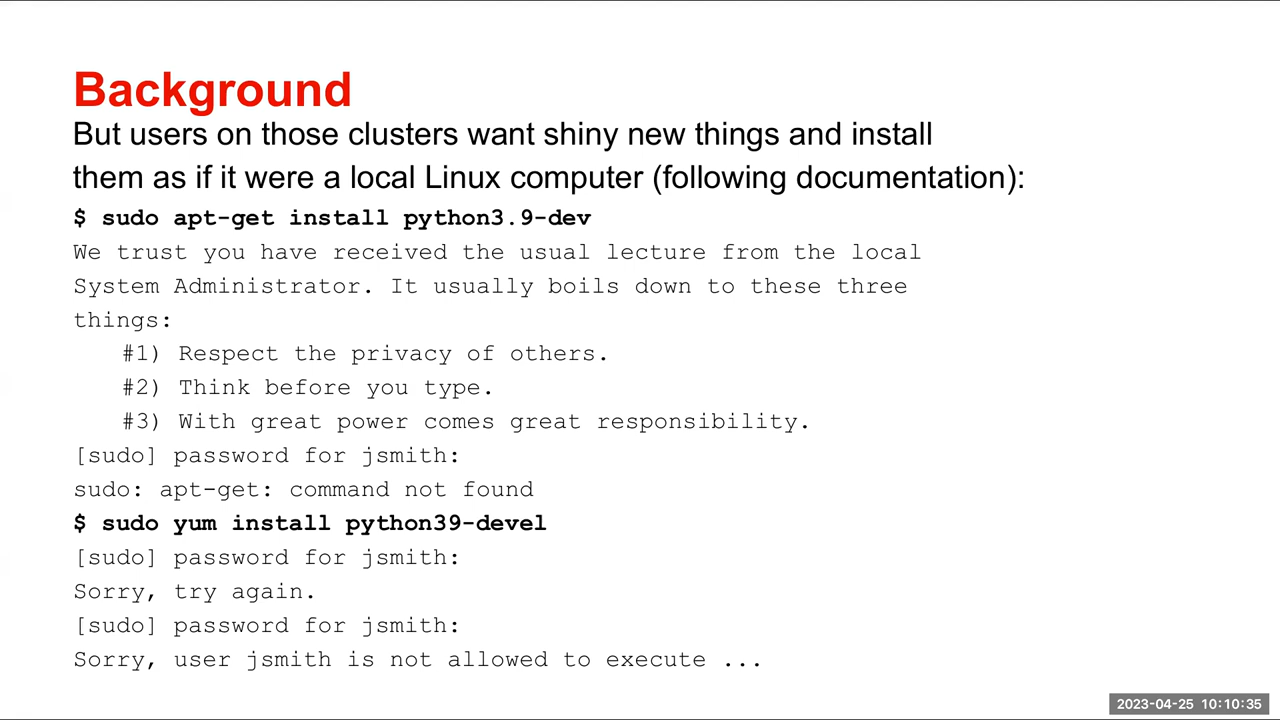 Background
But users on those clusters want shiny new things and install
them as if it were a local Linux computer (following documentation):
$ sudo apt-get install python3.9-dev
We trust you have received the usual lecture from the local
System Administrator. It usually boils down to these three
things:
#1) Respect the privacy of others.
#2) Think before you type.
#3) With great power comes great responsibility.
[sudo] password for jsmith:
sudo: apt-get: command not found
$ sudo yum install python39-devel
[sudo] password for jsmith:
Sorry, try again.
[sudo] password for jsmith:
Sorry, user jsmith is not allowed to execute ...
2023-04-25 10:10:35